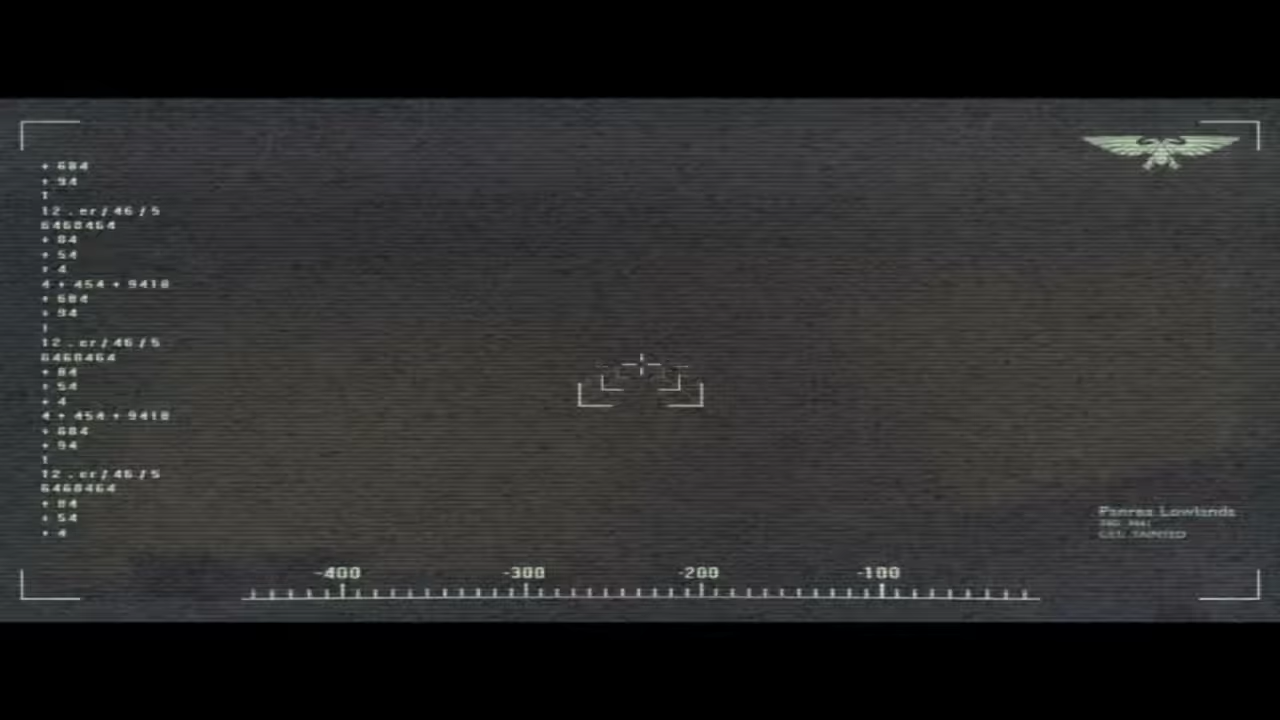 + 684
+ 94
1
12 . er / 46 / 5
6468464
+ 84
+ 54
+ 4
4 + 454 + 9418
+ 684
+ 94
1
12 . er / 46 / 5
6468464
+ 84
+ 54
+ 4
4 + 454 + 9418
+ 684
+ 94
1
12 . er / 46 / 5
6468464
+ 84
+ 54
+ 4
-400 -300 -200 -100
Panrea Lowlands
TAINTED